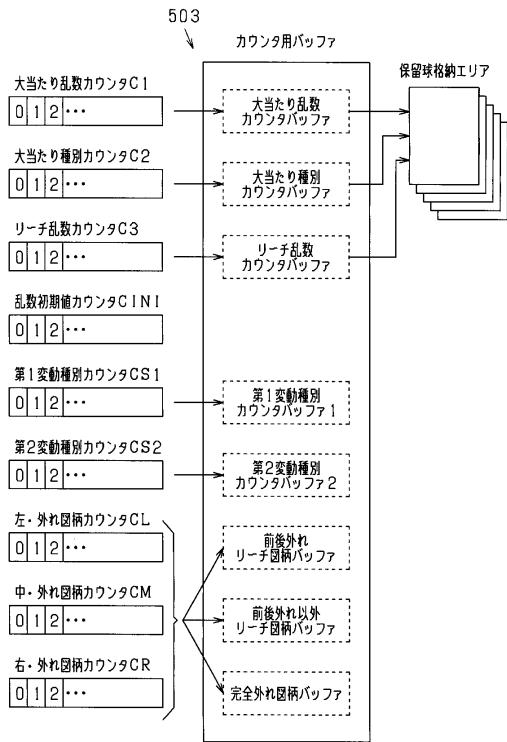 503
カウンタ用バッファ
保留球格納エリア
大当たり乱数カウンタC1
0 1 2 ···
大当たり乱数
カウンタバッファ
大当たり種別カウンタC2
0 1 2 ···
大当たり種別
カウンタバッファ
リーチ乱数カウンタC3
0 1 2 ···
リーチ乱数
カウンタバッファ
乱数初期値カウンタCINI
0 1 2 ···
第1変動種別カウンタCS1
0 1 2 ···
第1変動種別
カウンタバッファ1
第2変動種別カウンタCS2
0 1 2 ···
第2変動種別
カウンタバッファ2
左・外れ図柄カウンタCL
0 1 2 ···
前後外れ
リーチ図柄バッファ
中・外れ図柄カウンタCM
0 1 2 ···
前後外れ以外
リーチ図柄バッファ
右・外れ図柄カウンタCR
0 1 2 ···
完全外れ図柄バッファ